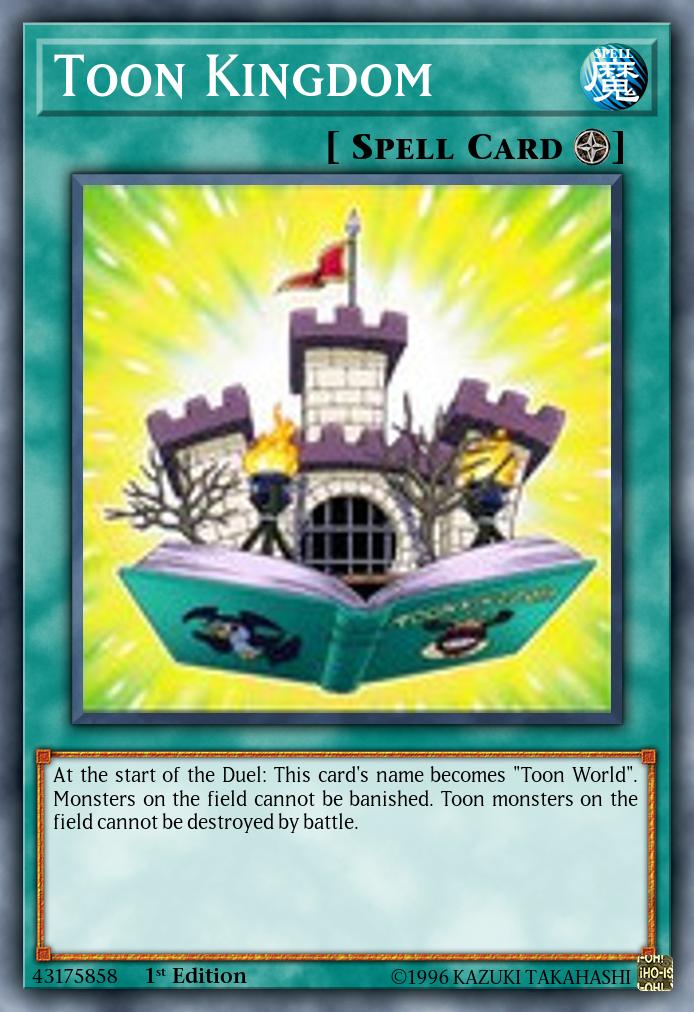 TOON KINGDOM
SPELL
魔
[ SPELL CARD ]
TOON KINGDOM
At the start of the Duel: This card's name becomes "Toon World".
Monsters on the field cannot be banished. Toon monsters on the
field cannot be destroyed by battle.
43175858 1st Edition ©1996 KAZUKI TAKAHASHI